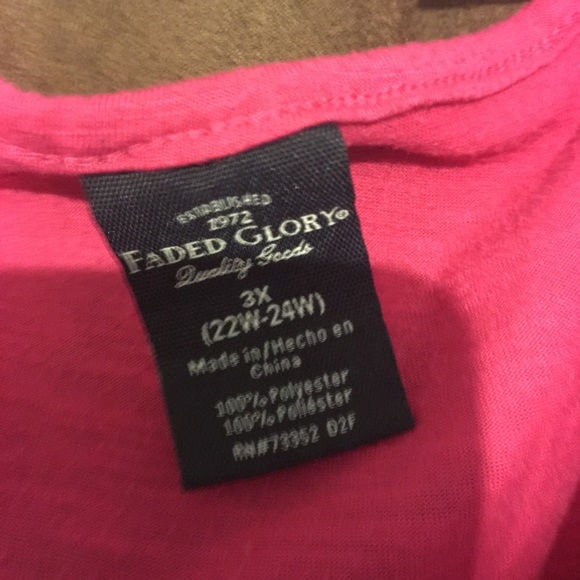 ESTABLISHED
1972
FADED GLORY®
Quality Goods
3X
(22W-24W)
Made in/Hecho en
China
100% Polyester
100% Poliéster
RN#73352 02F